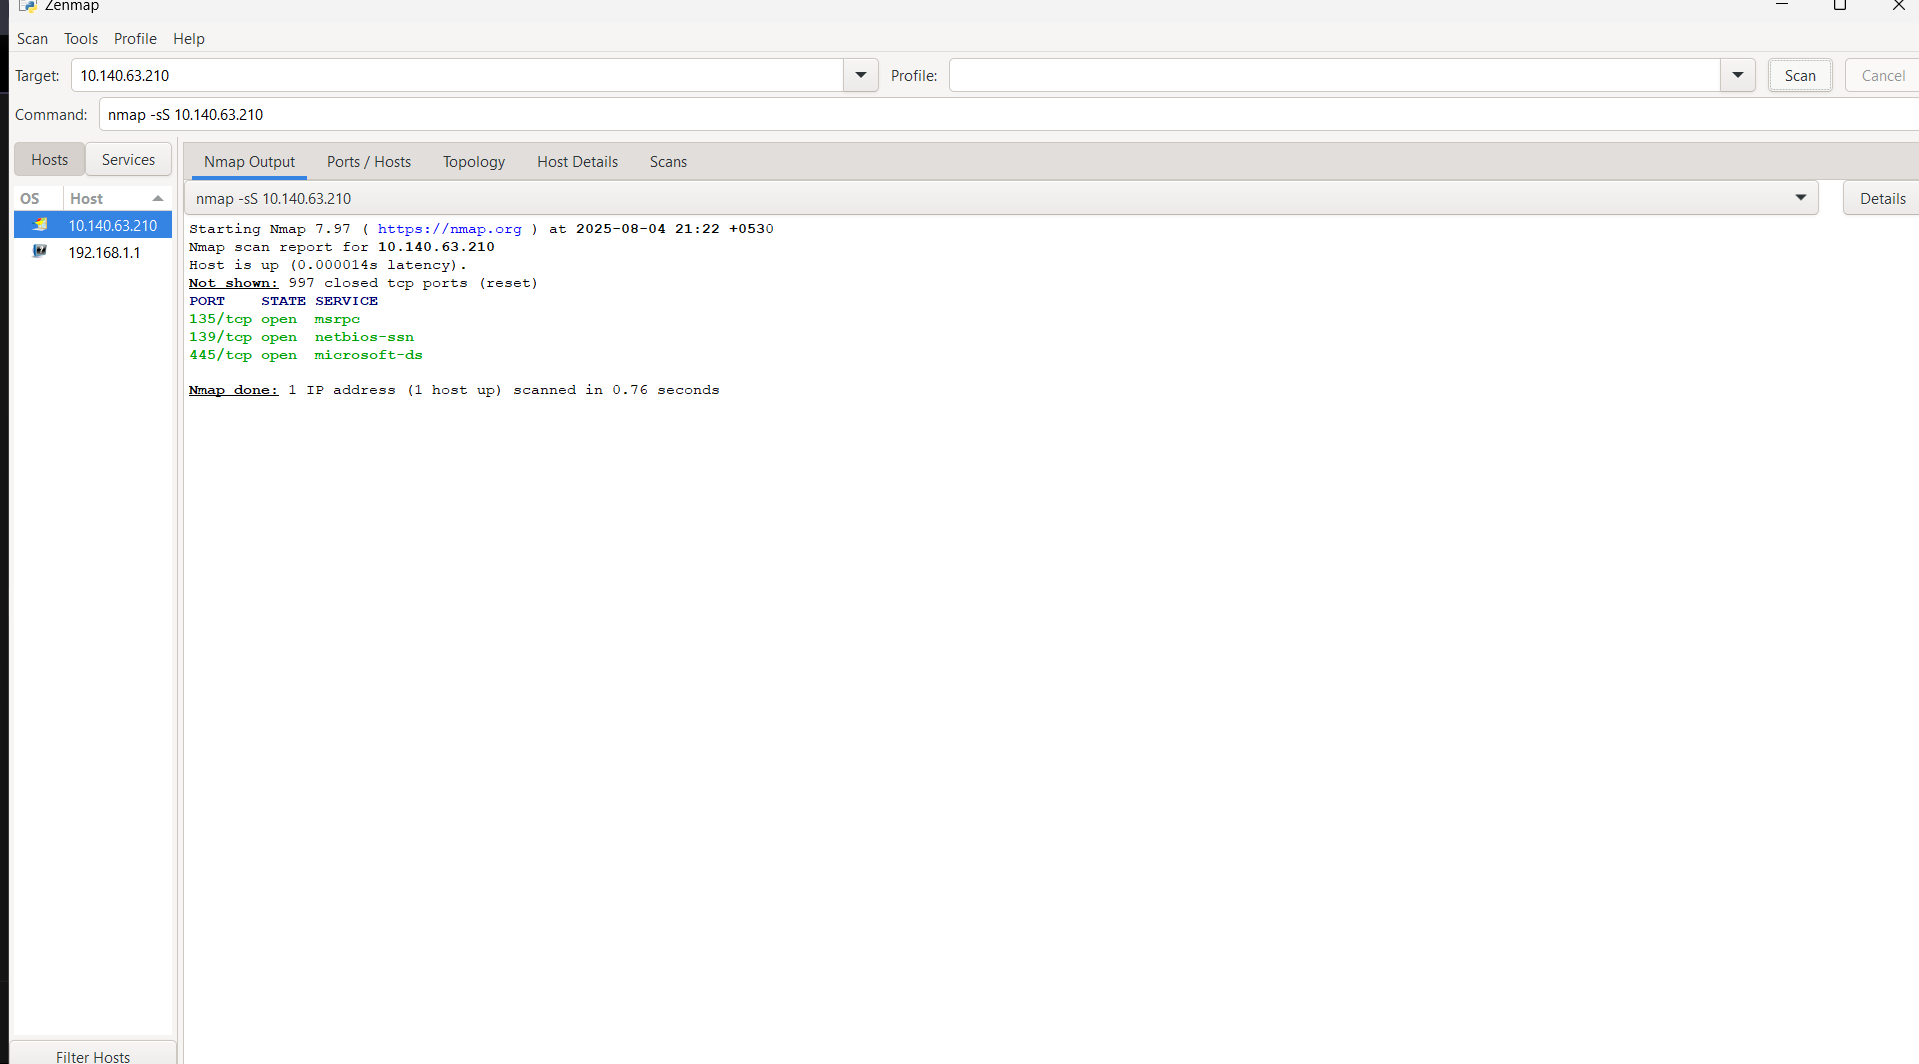 Zenmap
Scan Tools Profile Help
Target: 10.140.63.210 Profile: Scan Cancel
Command: nmap -sS 10.140.63.210
Hosts Services
Nmap Output Ports / Hosts Topology Host Details Scans
OS Host
10.140.63.210
192.168.1.1
nmap -sS 10.140.63.210 Details
Starting Nmap 7.97 ( https://nmap.org ) at 2025-08-04 21:22 +0530
Nmap scan report for 10.140.63.210
Host is up (0.000014s latency).
Not shown: 997 closed tcp ports (reset)
PORT    STATE SERVICE
135/tcp open  msrpc
139/tcp open  netbios-ssn
445/tcp open  microsoft-ds
Nmap done: 1 IP address (1 host up) scanned in 0.76 seconds
Filter Hosts